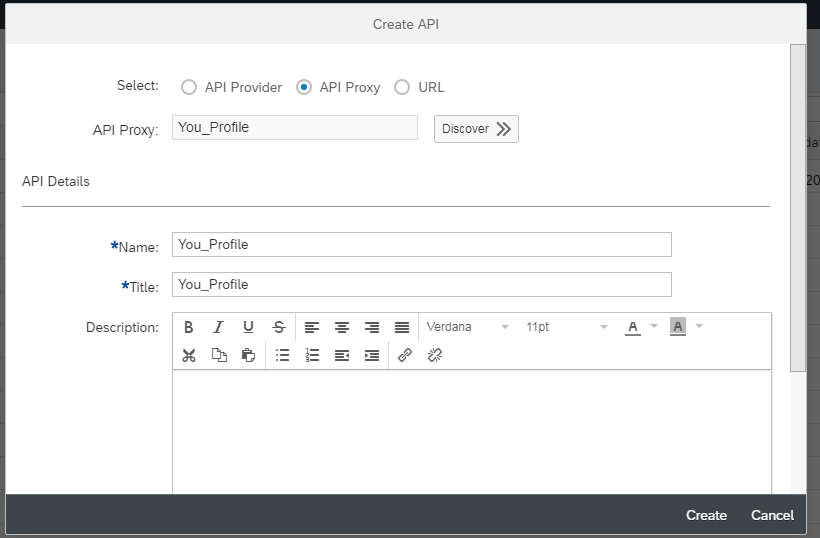 Create API
Select: API Provider API Proxy URL
API Proxy: You_Profile Discover
API Details
*Name: You_Profile
*Title: You_Profile
Description: B I U S Verdana 11pt A A
Create Cancel